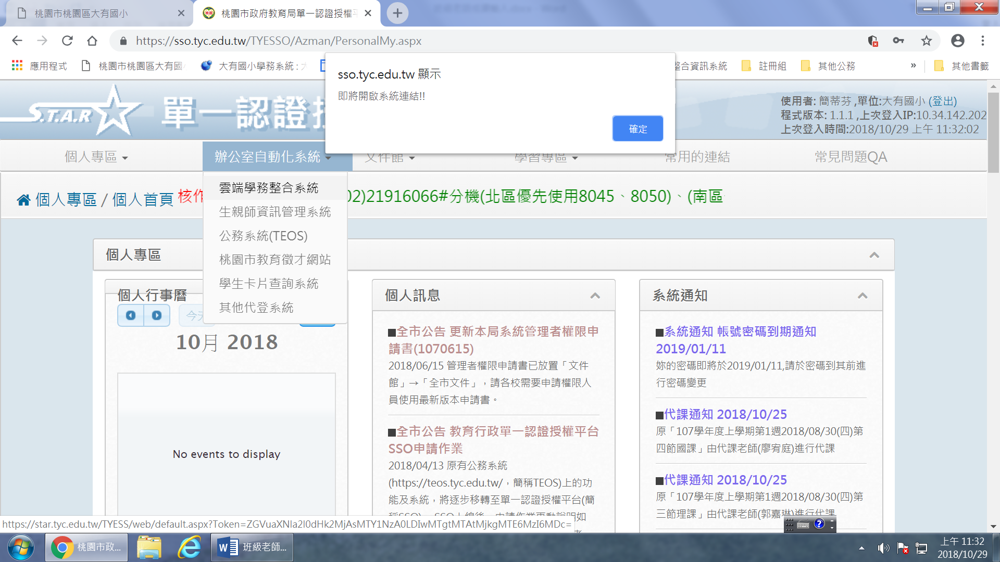 桃園市桃園區大有國小
桃園市政府教育局單一認證授權
https://sso.tyc.edu.tw/TYESSO/Azman/PersonalMy.aspx
應用程式
桃園市桃園區大有國
大有國小學務系統 :
整合資訊系統
註冊組
其他公務
»
其他書籤
sso.tyc.edu.tw 顯示
即將開啟系統連結!!
確定
S.T.A.R
單一認證授
使用者: 簡蒂芬 ,單位:大有國小 (登出)
程式版本: 1.1.1 ,上次登入IP:10.34.142.202
上次登入時間:2018/10/29 上午 11:32:02
個人專區
辦公室自動化系統
文件館
學習專區
常用的連結
常見問題QA
個人專區 / 個人首頁
核作
02)21916066#分機(北區優先使用8045、8050)、(南區
雲端學務整合系統
生親師資訊管理系統
公務系統(TEOS)
桃園市教育徵才網站
學生卡片查詢系統
其他代登系統
個人專區
個人行事曆
今天
10月 2018
No events to display
個人訊息
■全市公告 更新本局系統管理者權限申
請書(1070615)
2018/06/15 管理者權限申請書已放置「文件
館」→「全市文件」，請各校需要申請權限人
員使用最新版本申請書。
■全市公告 教育行政單一認證授權平台
SSO申請作業
2018/04/13 原有公務系統
(https://teos.tyc.edu.tw/，簡稱TEOS)上的功
能及系統，將逐步移轉至單一認證授權平台(簡
系統通知
■系統通知 帳號密碼到期通知
2019/01/11
妳的密碼即將於2019/01/11,請於密碼到其前進
行密碼變更
■代課通知 2018/10/25
原「107學年度上學期第1週2018/08/30(四)第
四節國課」由代課老師(廖宥庭)進行代課
■代課通知 2018/10/25
原「107學年度上學期第1週2018/08/30(四)第
三節理課」由代課老師(郭嘉琳)進行代課
https://star.tyc.edu.tw/TYESS/web/default.aspx?Token=ZGVuaXNla2l0dHk2MjAsMTY1NzA0LDIwMTgtMTAtMjkgMTE6MzI6MDc=
桃園市政...
班級老師...
上午 11:32
2018/10/29